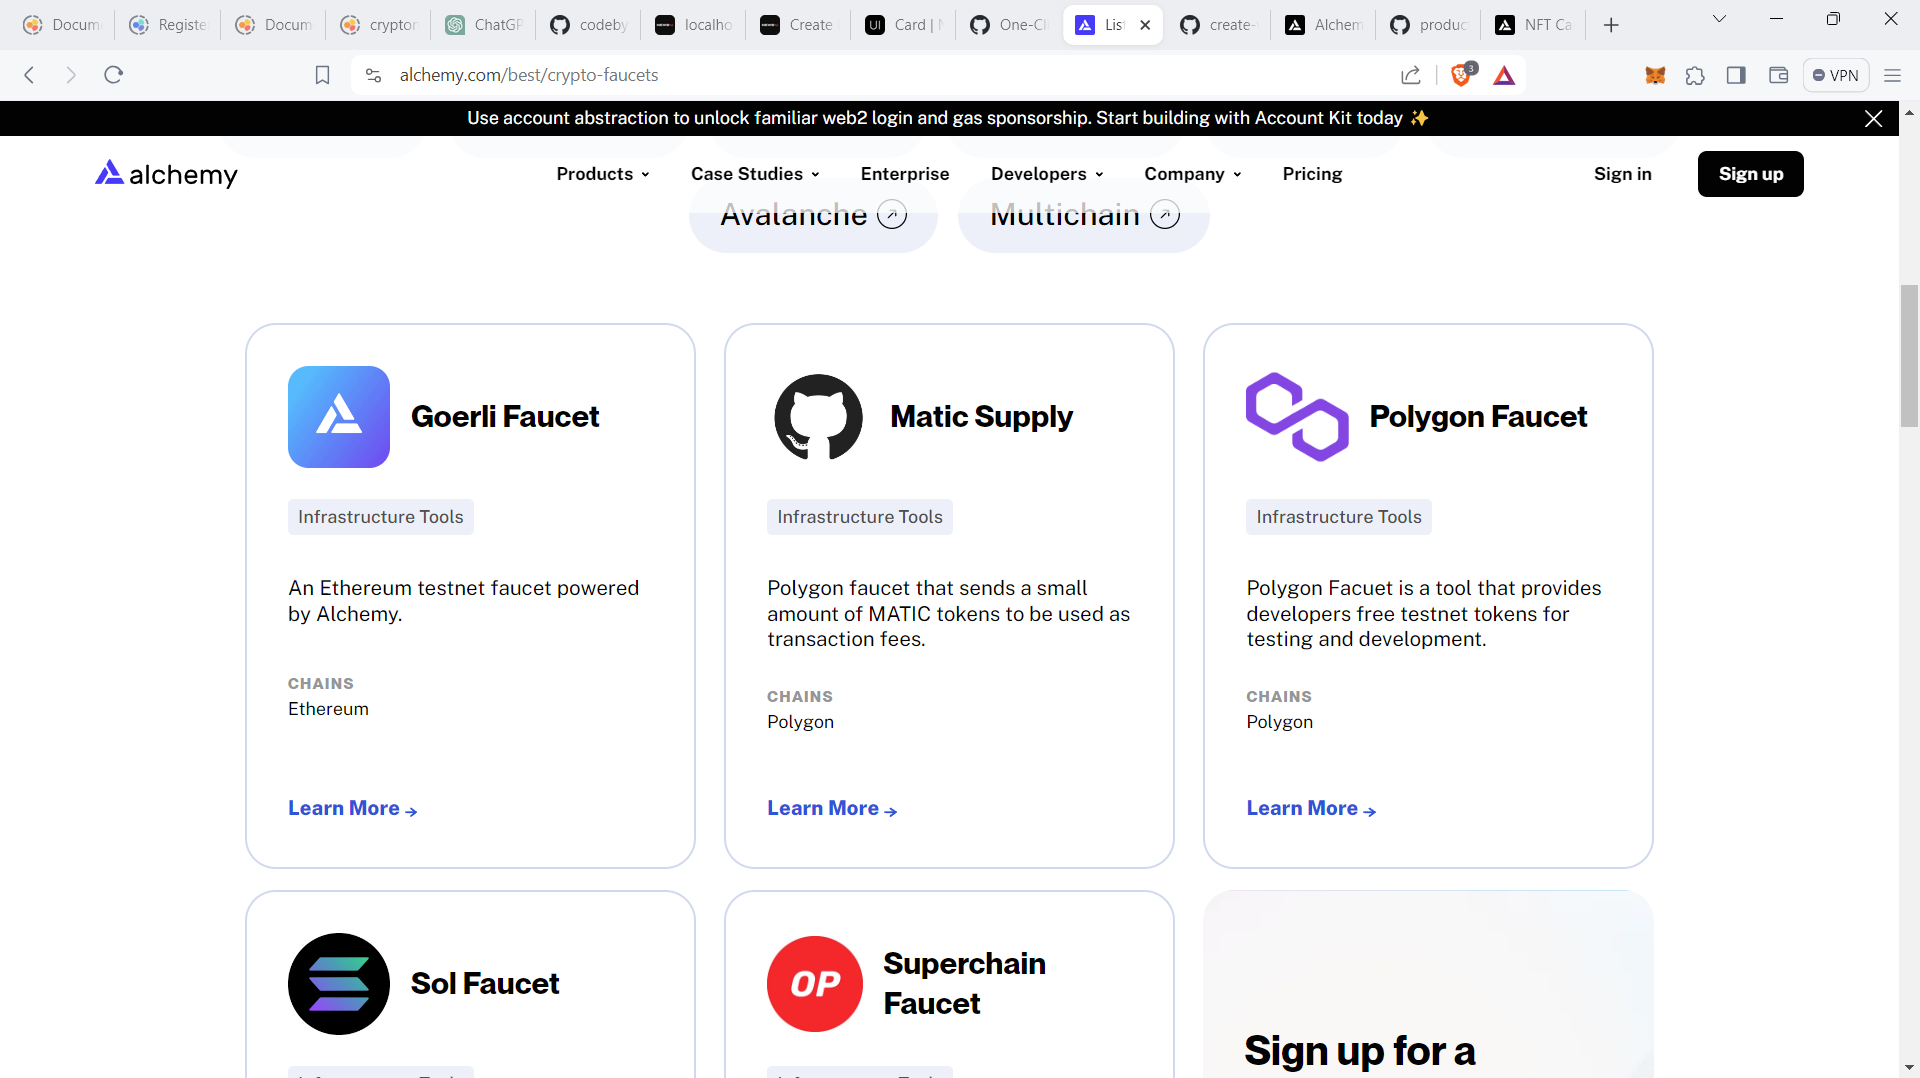 Docum
Registe
Docum
crypton
ChatGP
codeby
localho
Create
Card | N
One-Cli
Lis
create-
Alchem
produc
NFT Ca
alchemy.com/best/crypto-faucets
3
VPN
Use account abstraction to unlock familiar web2 login and gas sponsorship. Start building with Account Kit today ✨
alchemy
Products
Case Studies
Enterprise
Developers
Company
Pricing
Sign in
Sign up
Avalanche
Multichain
Goerli Faucet
Infrastructure Tools
An Ethereum testnet faucet powered
by Alchemy.
CHAINS
Ethereum
Learn More →
Matic Supply
Infrastructure Tools
Polygon faucet that sends a small
amount of MATIC tokens to be used as
transaction fees.
CHAINS
Polygon
Learn More →
Polygon Faucet
Infrastructure Tools
Polygon Facuet is a tool that provides
developers free testnet tokens for
testing and development.
CHAINS
Polygon
Learn More →
Sol Faucet
OP
Superchain
Faucet
Sign up for a